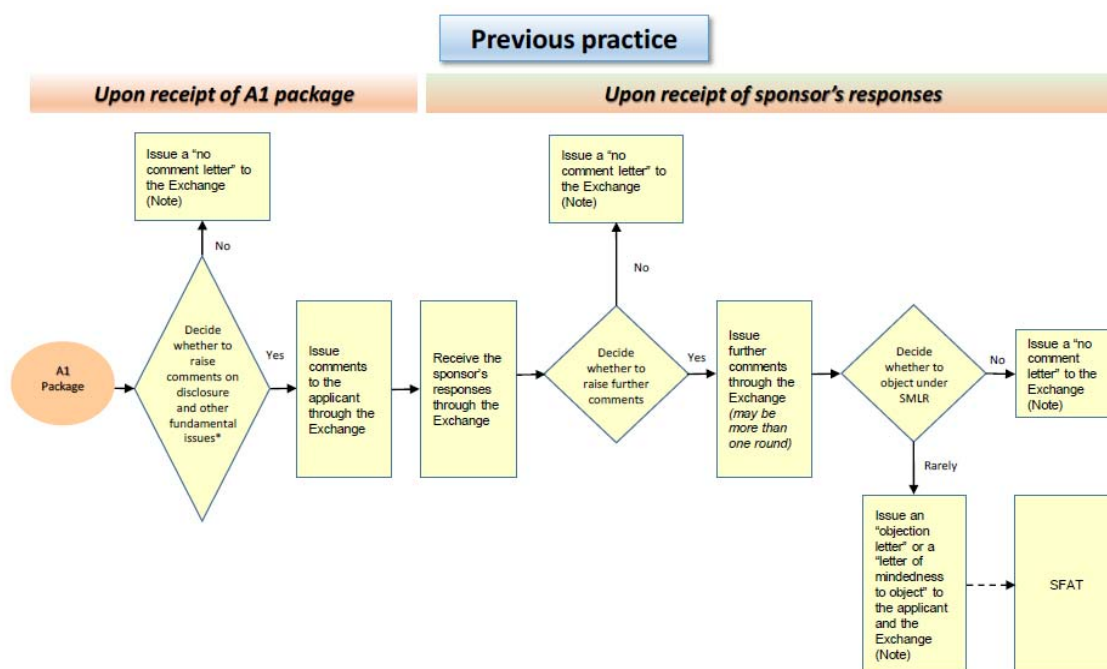 Previous practice
Upon receipt of A1 package
Upon receipt of sponsor's responses
Issue a "no
comment letter" to
the Exchange
(Note)
No
A1
Package
Decide
whether to
raise
comments on
disclosure
and other
fundamental
issues*
Yes
Issue
comments
to the
applicant
through the
Exchange
Receive the
sponsor's
responses
through the
Exchange
Issue a "no
comment letter" to
the Exchange
(Note)
No
Decide
whether to
raise further
comments
Yes
Issue
further
comments
through the
Exchange
(may be
more than
one round)
Decide
whether to
object under
SMLR
No
Issue a "no
comment
letter" to the
Exchange
(Note)
Rarely
Issue an
"objection
letter" or a
"letter of
mindedness
to object" to
the applicant
and the
Exchange
(Note)
SFAT